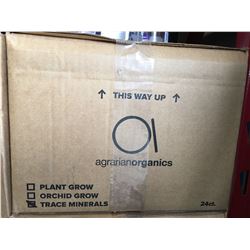 ↑ THIS WAY UP ↑
agrarianorganics
PLANT GROW
ORCHID GROW
TRACE MINERALS
24ct.